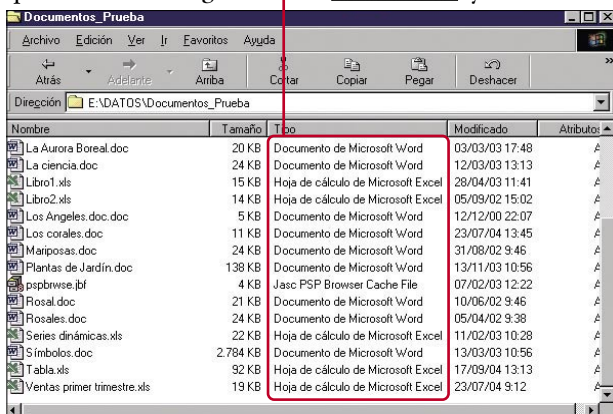 Documentos_Prueba
Archivo Edición Ver Ir Favoritos Ayuda
Atrás Adelante Arriba Cortar Copiar Pegar Deshacer »
Dirección E:\DATOS\Documentos_Prueba
Nombre Tamaño Tipo Modificado Atributos
La Aurora Boreal.doc 20 KB Documento de Microsoft Word 03/03/03 17:48 A
La ciencia.doc 24 KB Documento de Microsoft Word 12/03/03 13:13 A
Libro1.xls 15 KB Hoja de cálculo de Microsoft Excel 28/04/03 11:41 A
Libro2.xls 14 KB Hoja de cálculo de Microsoft Excel 05/09/02 15:02 A
Los Angeles.doc.doc 5 KB Documento de Microsoft Word 12/12/00 22:07 A
Los corales.doc 11 KB Documento de Microsoft Word 23/07/04 13:45 A
Mariposas.doc 24 KB Documento de Microsoft Word 31/08/02 9:46 A
Plantas de Jardín.doc 138 KB Documento de Microsoft Word 13/11/03 10:56 A
pspbrwse.jbf 4 KB Jasc PSP Browser Cache File 07/02/03 12:22 A
Rosal.doc 21 KB Documento de Microsoft Word 10/06/02 9:46 A
Rosales.doc 24 KB Documento de Microsoft Word 05/04/02 9:38 A
Series dinámicas.xls 22 KB Hoja de cálculo de Microsoft Excel 11/02/03 10:28 A
Símbolos.doc 2.784 KB Documento de Microsoft Word 13/03/03 10:56 A
Tabla.xls 92 KB Hoja de cálculo de Microsoft Excel 17/09/04 13:13 A
Ventas primer trimestre.xls 19 KB Hoja de cálculo de Microsoft Excel 23/07/04 9:12 A